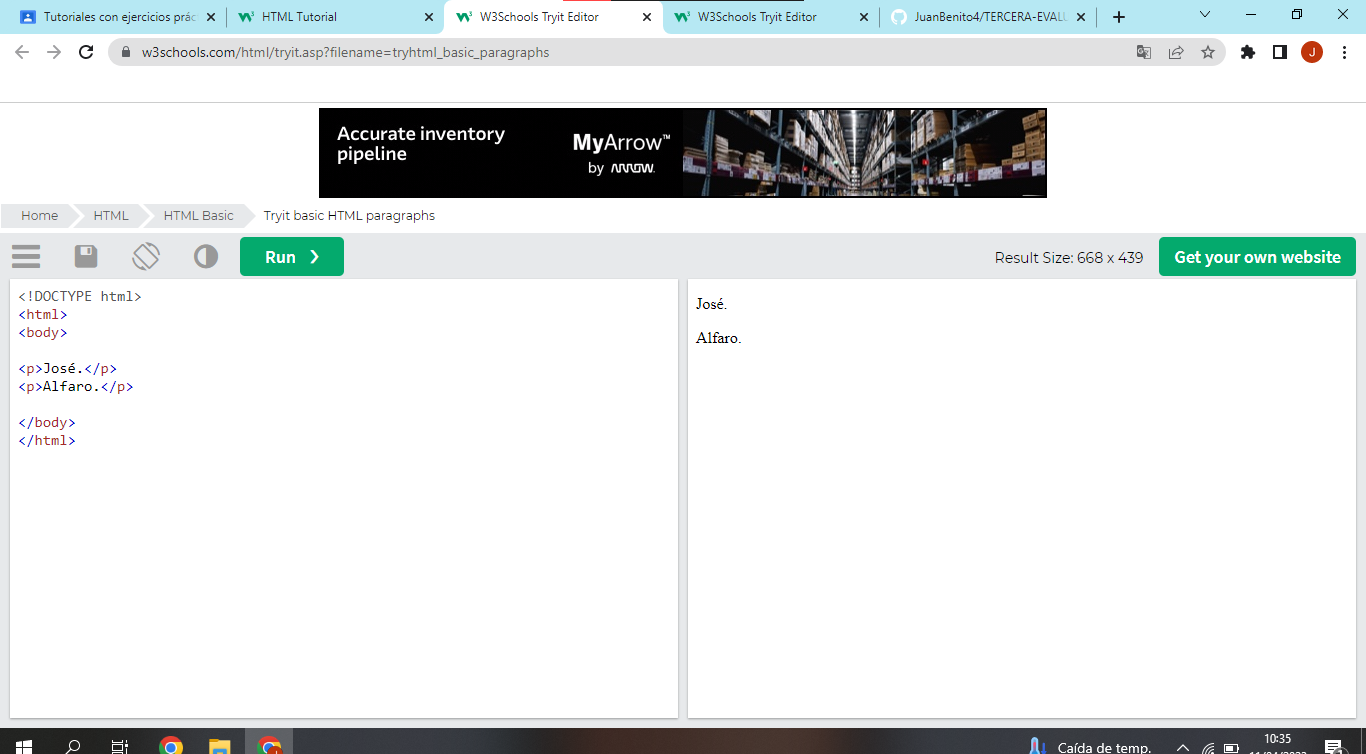 Tutoriales con ejercicios prác
HTML Tutorial
W3Schools Tryit Editor
W3Schools Tryit Editor
JuanBenito4/TERCERA-EVALU
w3schools.com/html/tryit.asp?filename=tryhtml_basic_paragraphs
J
Accurate inventory
pipeline
MyArrow™
by ARROW.
Home
HTML
HTML Basic
Tryit basic HTML paragraphs
Run ❯
Result Size: 668 x 439
Get your own website
<!DOCTYPE html>
<html>
<body>
<p>José.</p>
<p>Alfaro.</p>
</body>
</html>
José.
Alfaro.
Caída de temp.
10:35